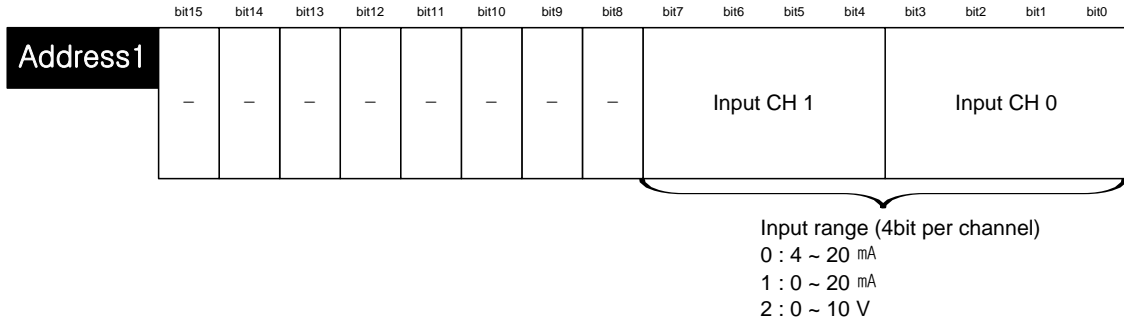 bit15 bit14 bit13 bit12 bit11 bit10 bit9 bit8 bit7 bit6 bit5 bit4 bit3 bit2 bit1 bit0
Address1
– – – – – – – – Input CH 1 Input CH 0
Input range (4bit per channel)
0 : 4 ~ 20 ㎃
1 : 0 ~ 20 ㎃
2 : 0 ~ 10 V